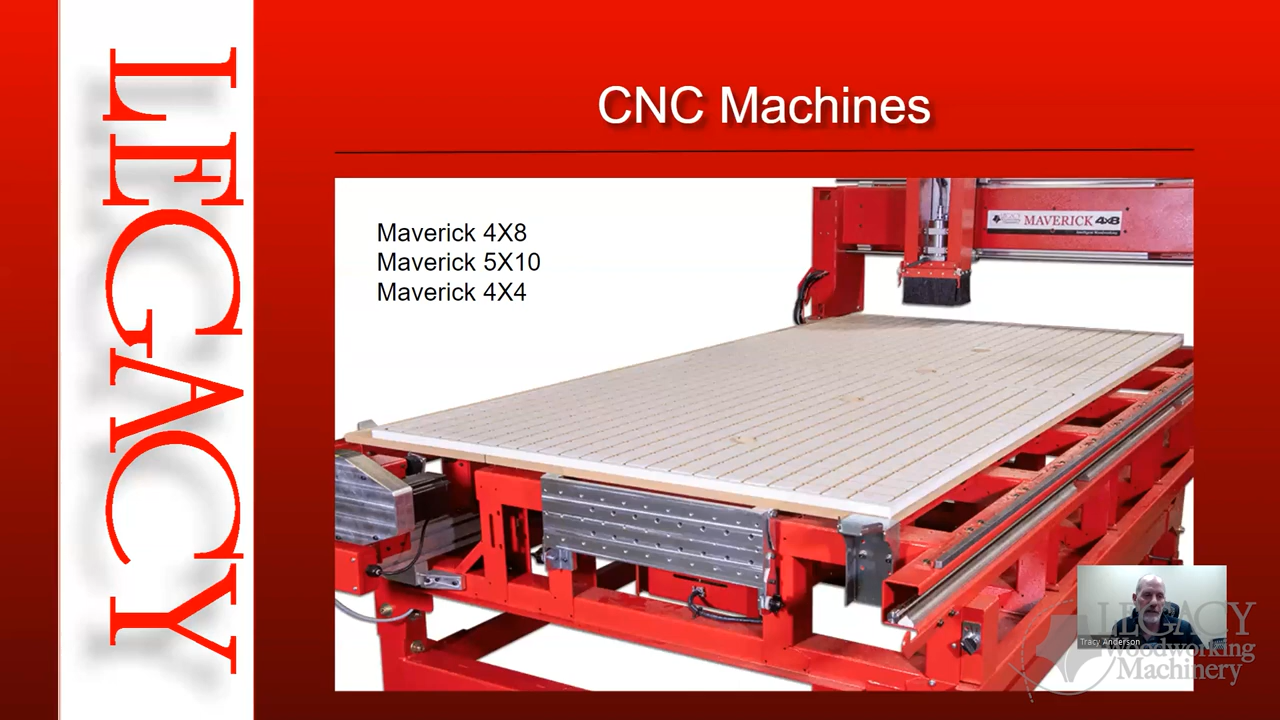 LEGACY
CNC Machines
Maverick 4X8
Maverick 5X10
Maverick 4X4
MAVERICK 4x8
Tracy Anderson
LEGACY
Woodworking
Machinery